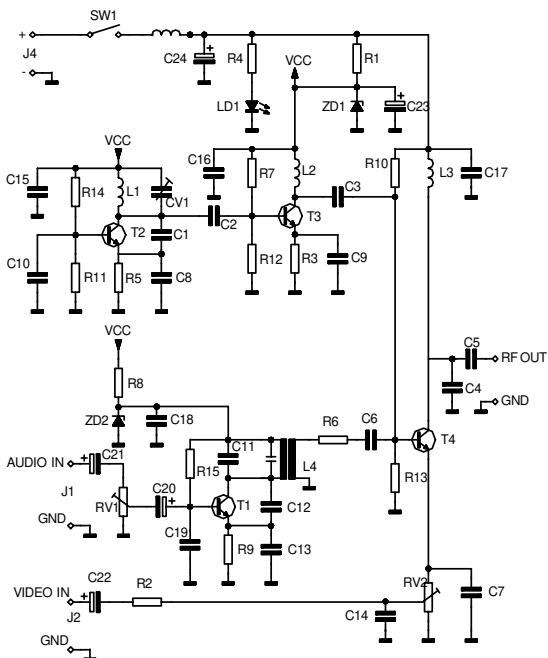 SW1
+
J4
-
C24
R4
LD1
VCC
R1
ZD1
C23
VCC
C15
R14
L1
CV1
C16
R7
L2
C3
R10
L3
C17
C2
T2
C1
T3
C10
R11
R5
C8
R12
R3
C9
VCC
R8
ZD2
C18
C5
RF OUT
C4
GND
C21
AUDIO IN
J1
RV1
C20
R15
C11
L4
R6
C6
T4
R13
T1
C12
GND
C19
R9
C13
C22
VIDEO IN
J2
R2
C14
RV2
C7
GND